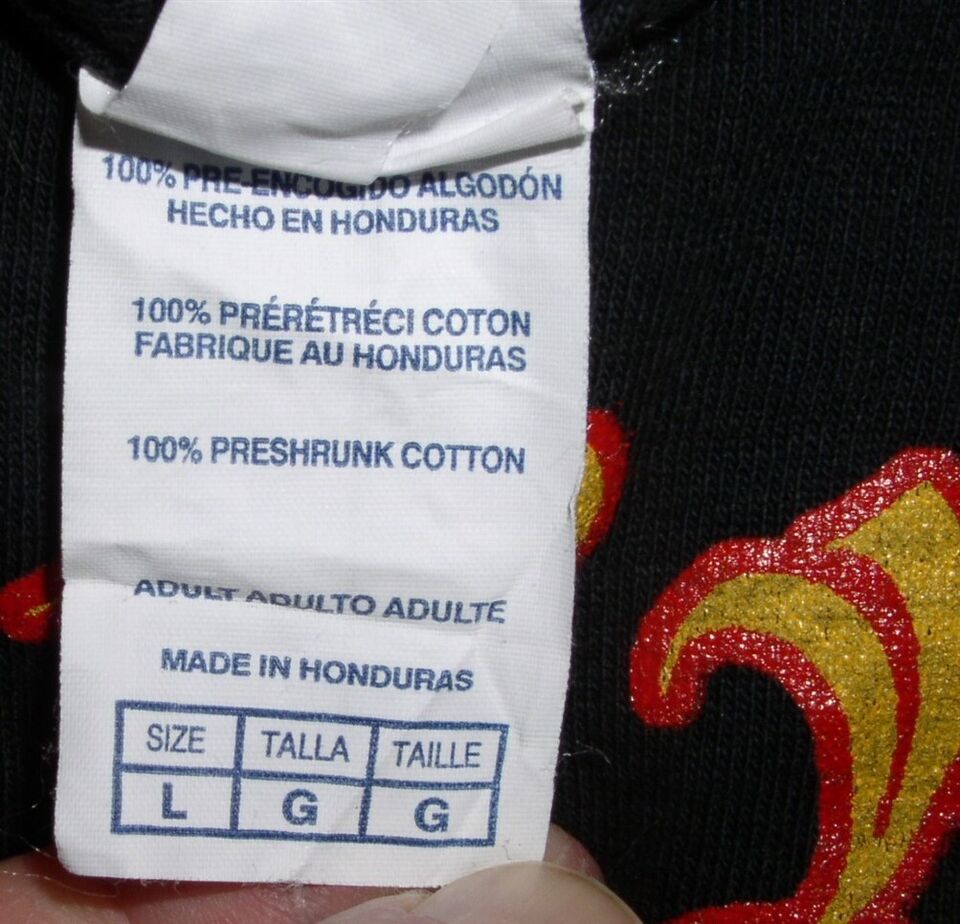 100% PRE-ENCOGIDO ALGODÓN
HECHO EN HONDURAS
100% PRÉRÉTRÉCI COTON
FABRIQUE AU HONDURAS
100% PRESHRUNK COTTON
ADULT ADULTO ADULTE
MADE IN HONDURAS
SIZE TALLA TAILLE
L G G